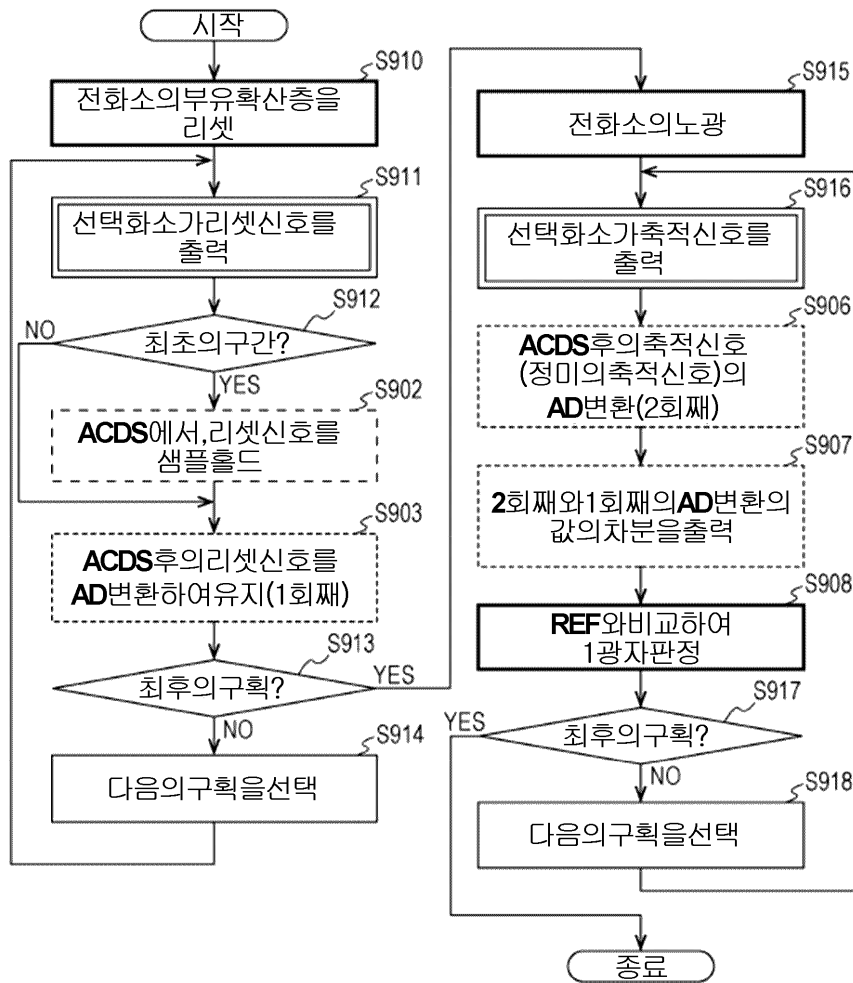 시작
S910
전화소의부유확산층을
리셋
S911
선택화소가리셋신호를
출력
S912
최초의구간?
NO
YES
S902
ACDS에서,리셋신호를
샘플홀드
S903
ACDS후의리셋신호를
AD변환하여유지(1회째)
S913
최후의구획?
YES
NO
S914
다음의구획을선택
S915
전화소의노광
S916
선택화소가축적신호를
출력
S906
ACDS후의축적신호
(정미의축적신호)의
AD변환(2회째)
S907
2회째와1회째의AD변환의
값의차분을출력
S908
REF와비교하여
1광자판정
S917
최후의구획?
YES
NO
S918
다음의구획을선택
종료